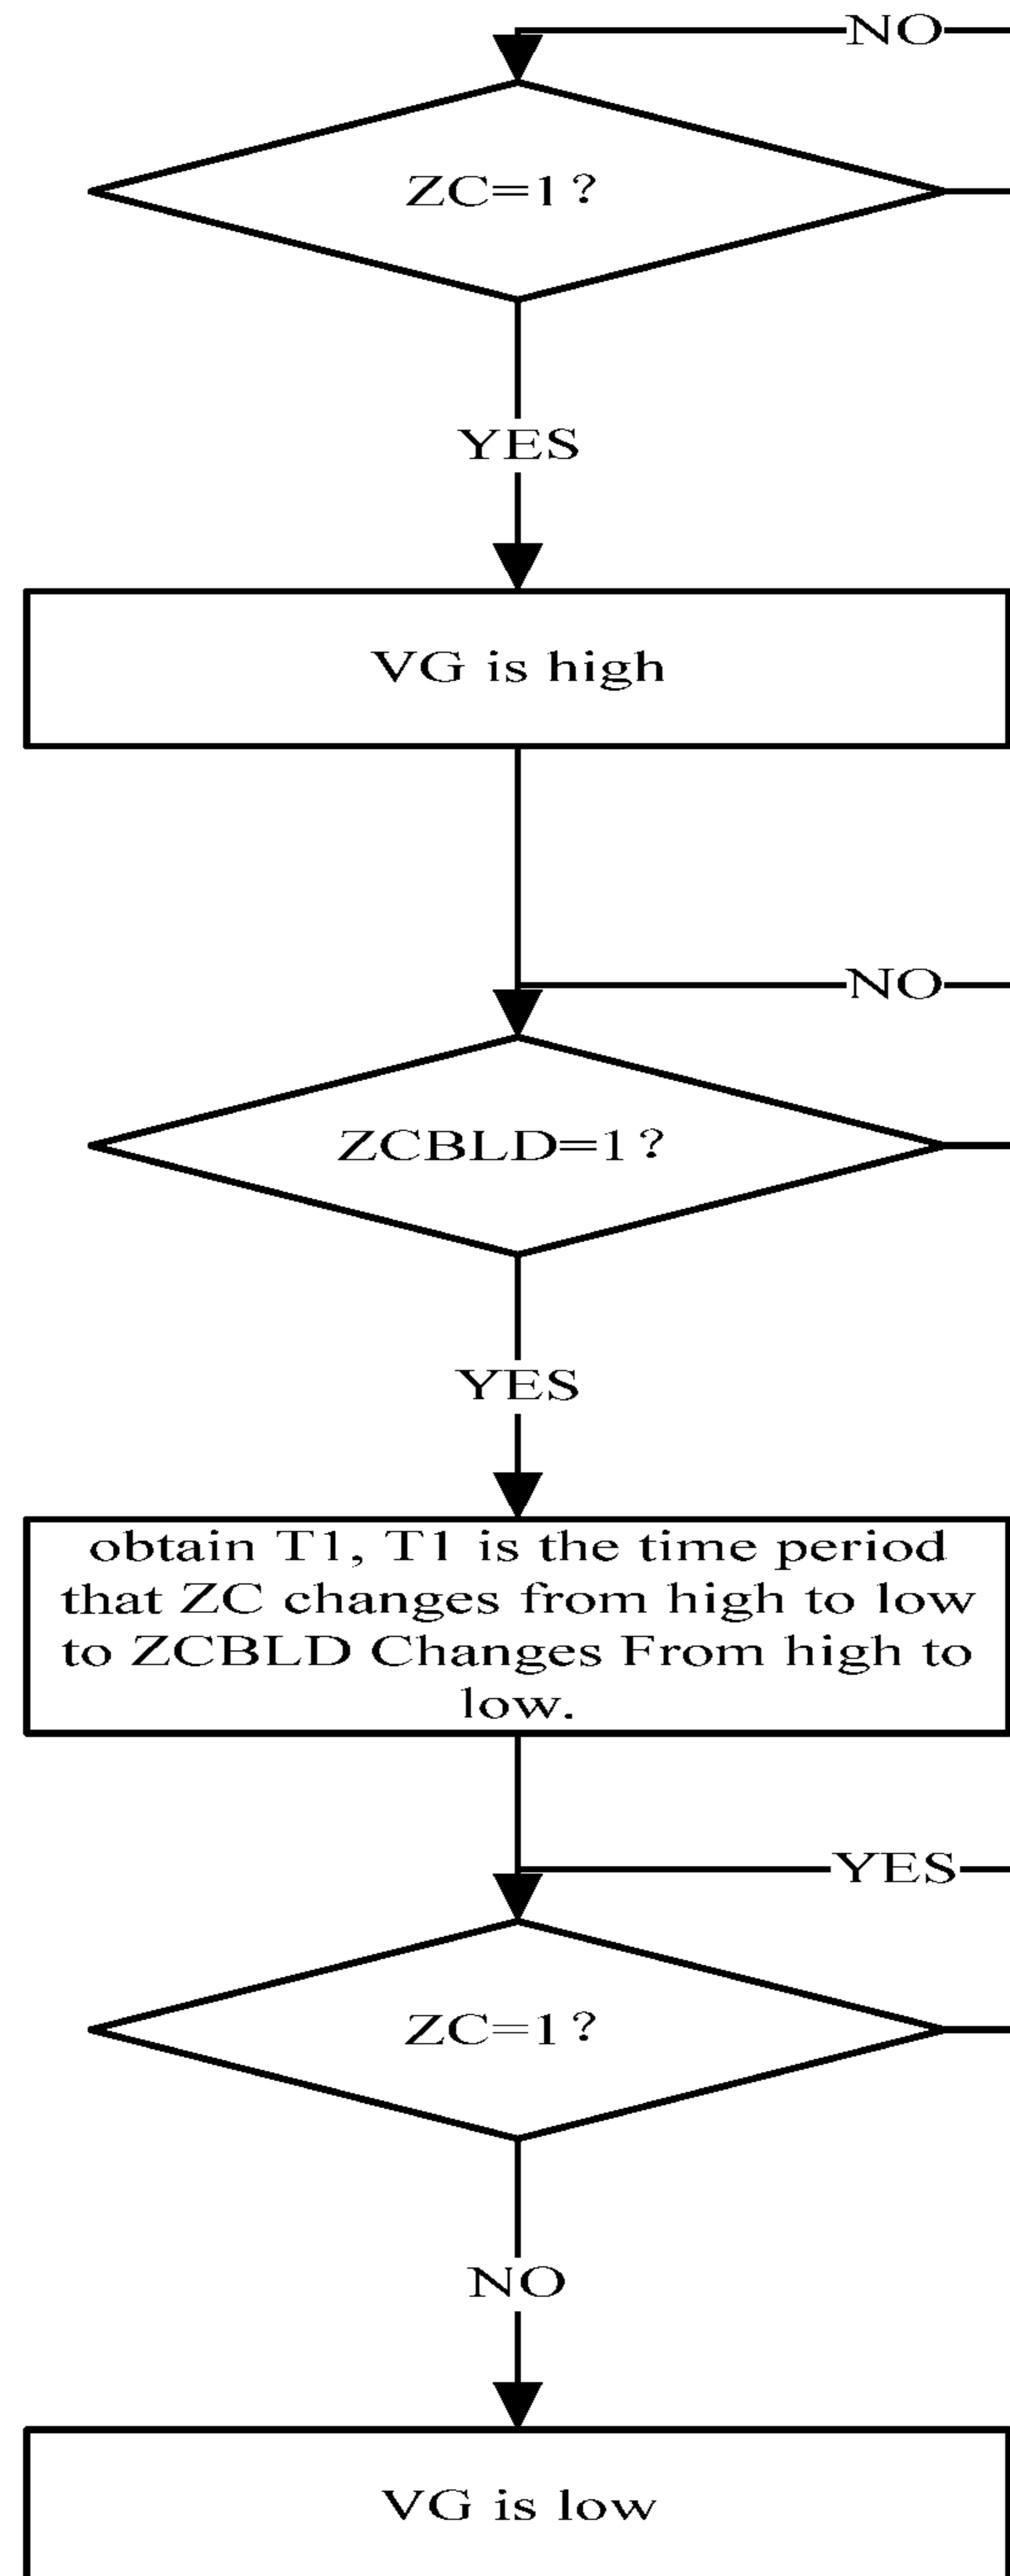 NO
ZC=1?
YES
VG is high
NO
ZCBLD=1?
YES
obtain T1, T1 is the time period
that ZC changes from high to low
to ZCBLD Changes From high to
low.
YES
ZC=1?
NO
VG is low